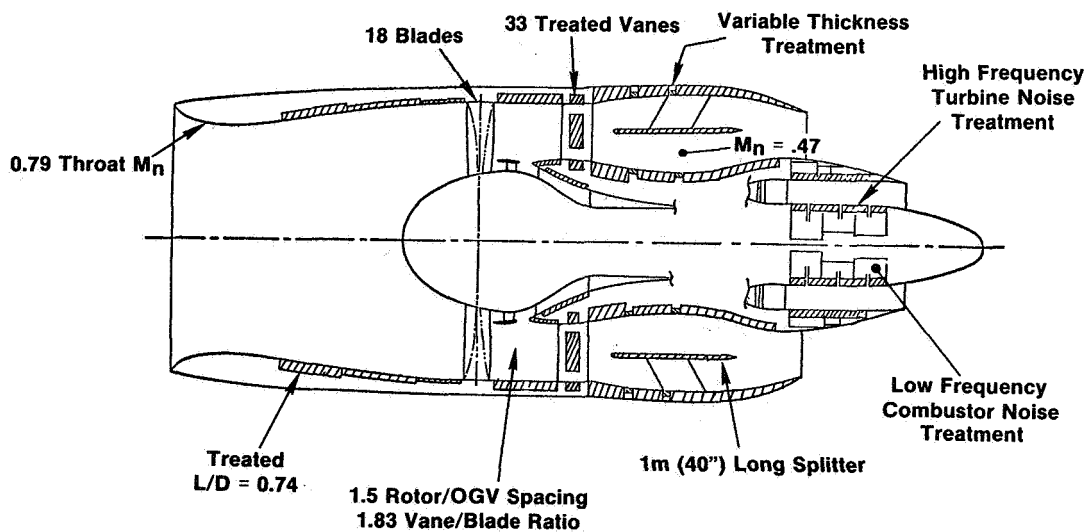 18 Blades
33 Treated Vanes
Variable Thickness
Treatment
High Frequency
Turbine Noise
Treatment
0.79 Throat Mn
Mn = .47
Low Frequency
Combustor Noise
Treatment
1m (40") Long Splitter
Treated
L/D = 0.74
1.5 Rotor/OGV Spacing
1.83 Vane/Blade Ratio